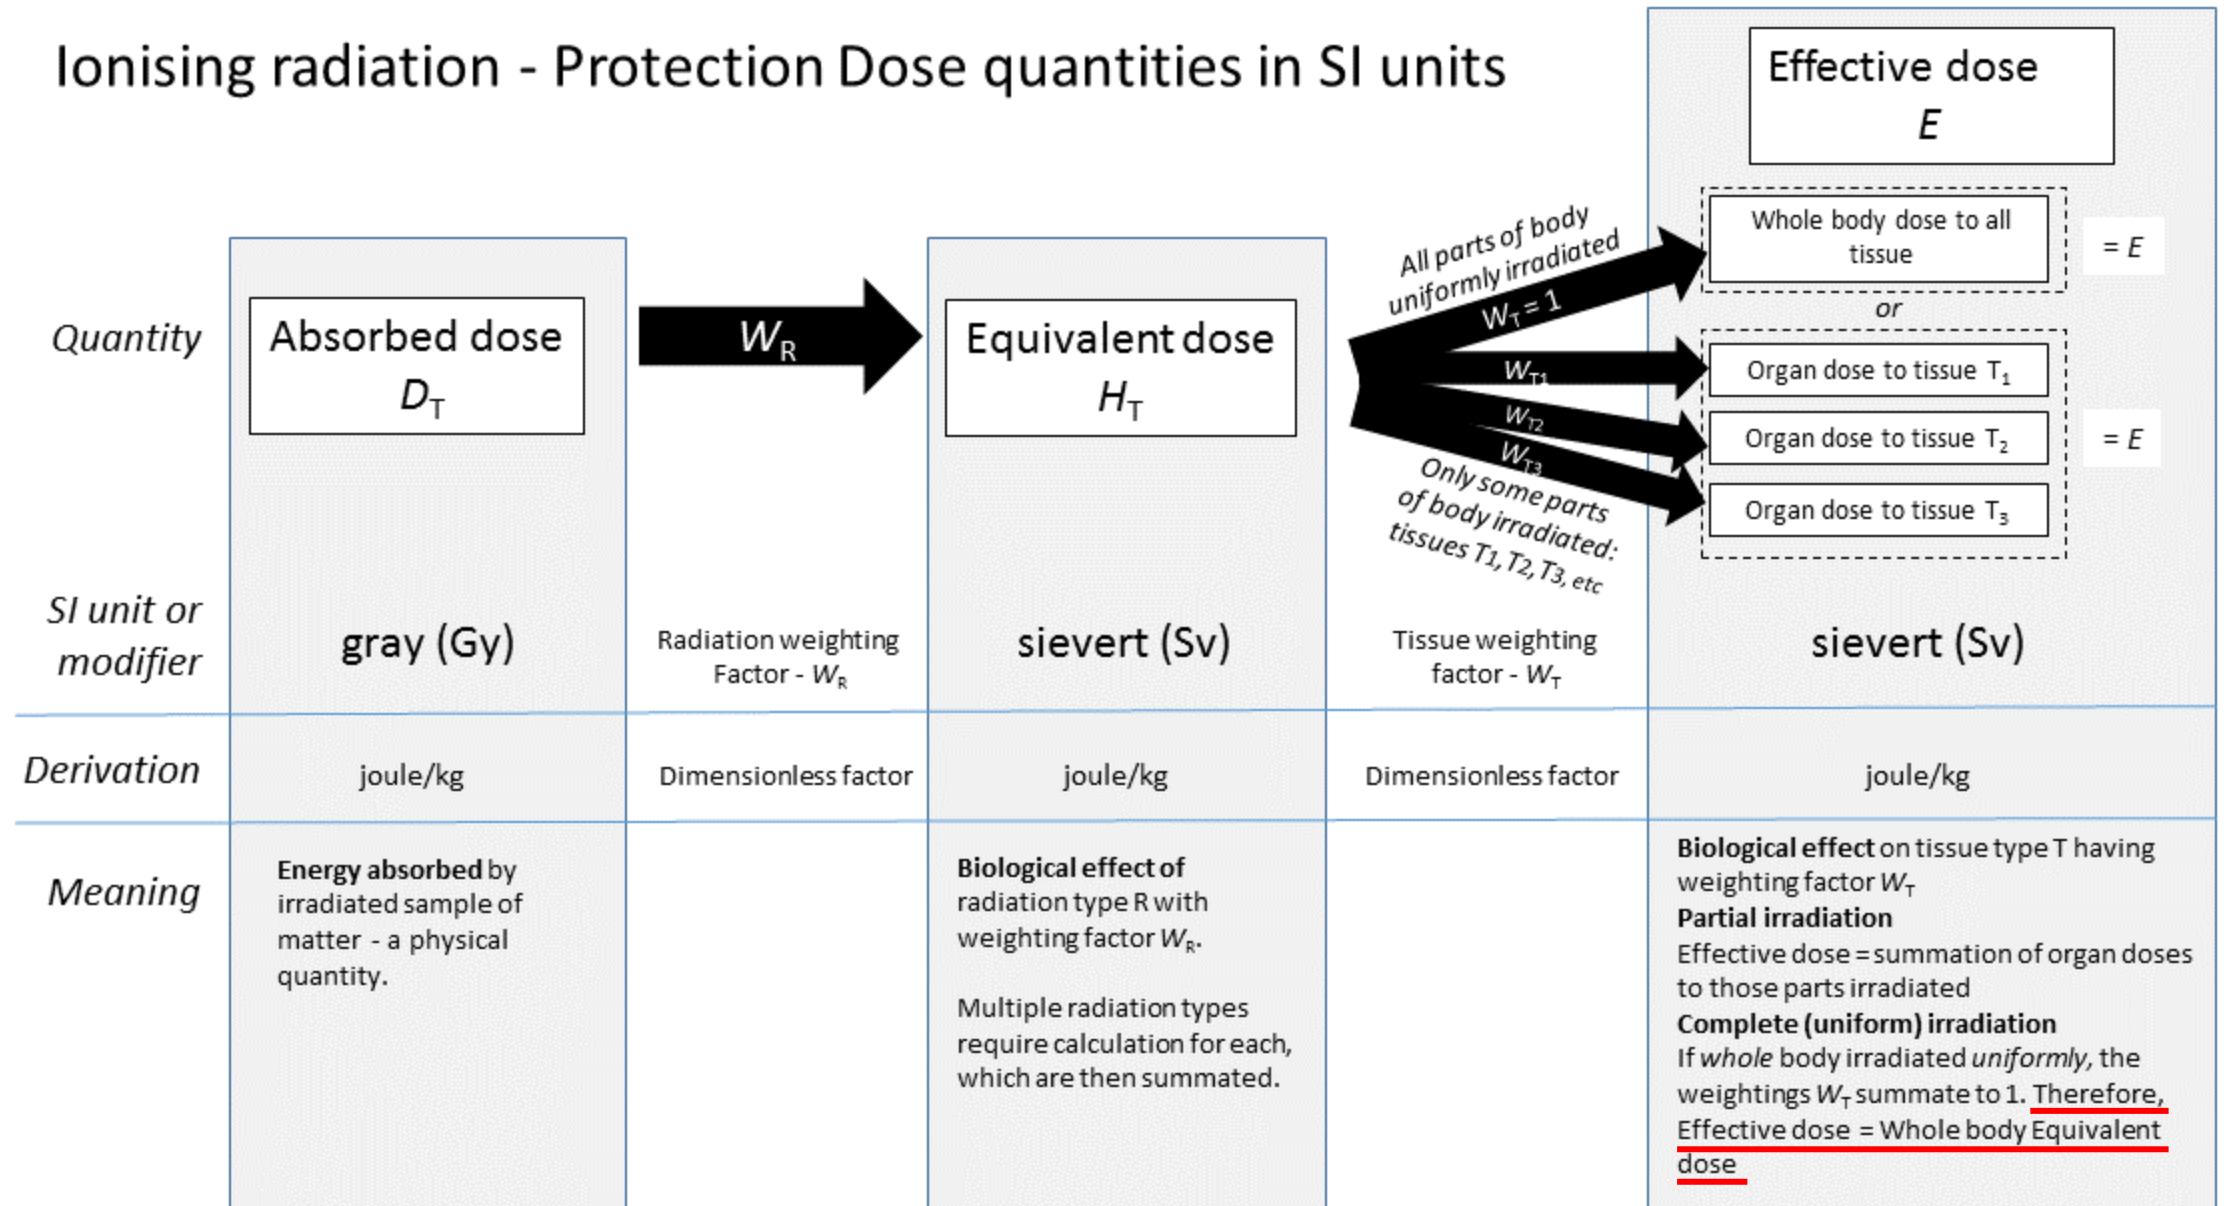 Ionising radiation - Protection Dose quantities in SI units
Effective dose
E
Quantity
Absorbed dose
DT
WR
Equivalent dose
HT
All parts of body
uniformly irradiated
WT = 1
WT1
WT2
WT3
Only some parts
of body irradiated:
tissues T1, T2, T3, etc
Whole body dose to all
tissue
= E
or
Organ dose to tissue T1
Organ dose to tissue T2
Organ dose to tissue T3
= E
SI unit or
modifier
gray (Gy)
Radiation weighting
Factor - WR
sievert (Sv)
Tissue weighting
factor - WT
sievert (Sv)
Derivation
joule/kg
Dimensionless factor
joule/kg
Dimensionless factor
joule/kg
Meaning
Energy absorbed by
irradiated sample of
matter - a physical
quantity.
Biological effect of
radiation type R with
weighting factor WR.
Multiple radiation types
require calculation for each,
which are then summated.
Biological effect on tissue type T having
weighting factor WT
Partial irradiation
Effective dose = summation of organ doses
to those parts irradiated
Complete (uniform) irradiation
If whole body irradiated uniformly, the
weightings WT summate to 1. Therefore,
Effective dose = Whole body Equivalent
dose